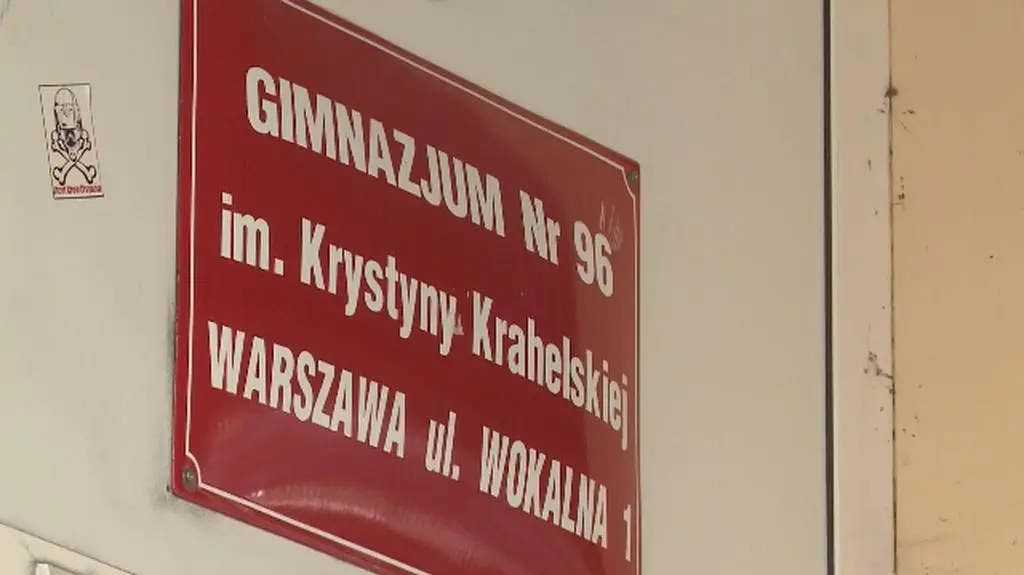 GIMNAZJUM Nr 96
im. Krystyny Krahelskiej
WARSZAWA ul. WOKALNA 1